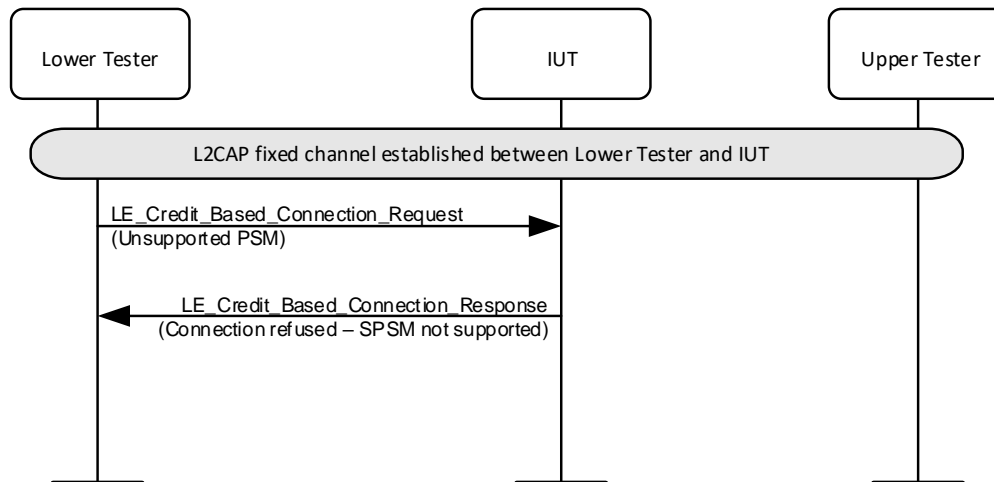 Lower Tester
IUT
Upper Tester
L2CAP fixed channel established between Lower Tester and IUT
LE_Credit_Based_Connection_Request
(Unsupported PSM)
LE_Credit_Based_Connection_Response
(Connection refused – SPSM not supported)